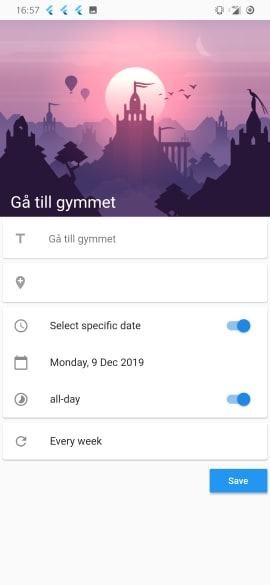 16:57
Gå till gymmet
Gå till gymmet
Select specific date
Monday, 9 Dec 2019
all-day
Every week
Save